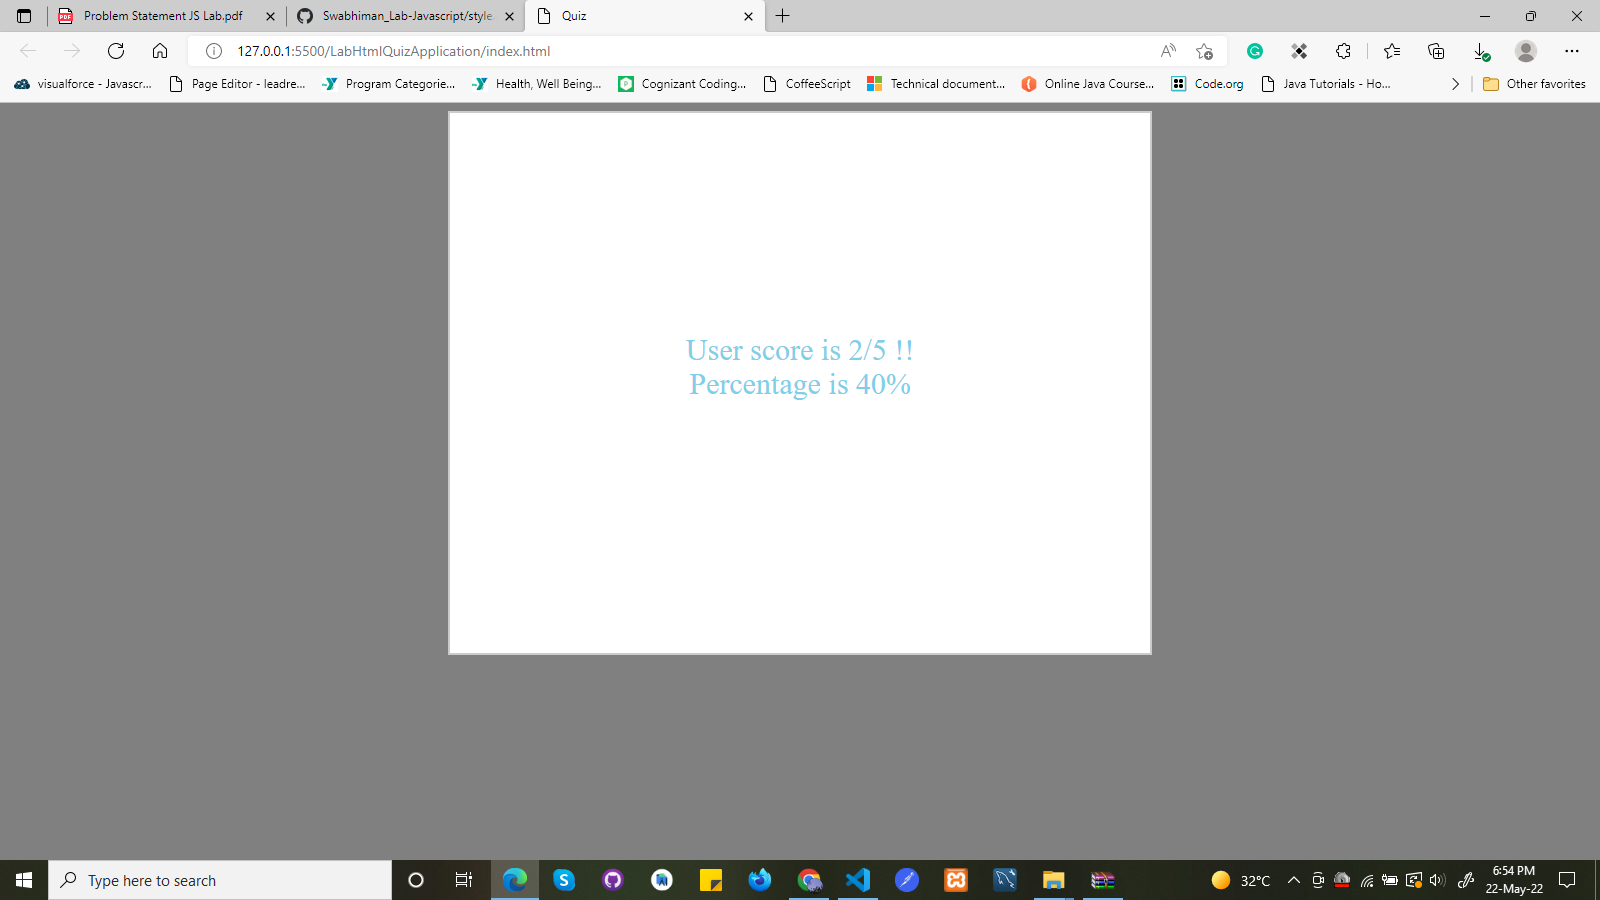 Problem Statement JS Lab.pdf
Swabhiman_Lab-Javascript/style.
Quiz
127.0.0.1:5500/LabHtmlQuizApplication/index.html
visualforce - Javascr...
Page Editor - leadre...
Program Categorie...
Health, Well Being...
Cognizant Coding...
CoffeeScript
Technical document...
Online Java Course...
Code.org
Java Tutorials - Ho...
Other favorites
User score is 2/5 !!
Percentage is 40%
Type here to search
32°C
6:54 PM
22-May-22